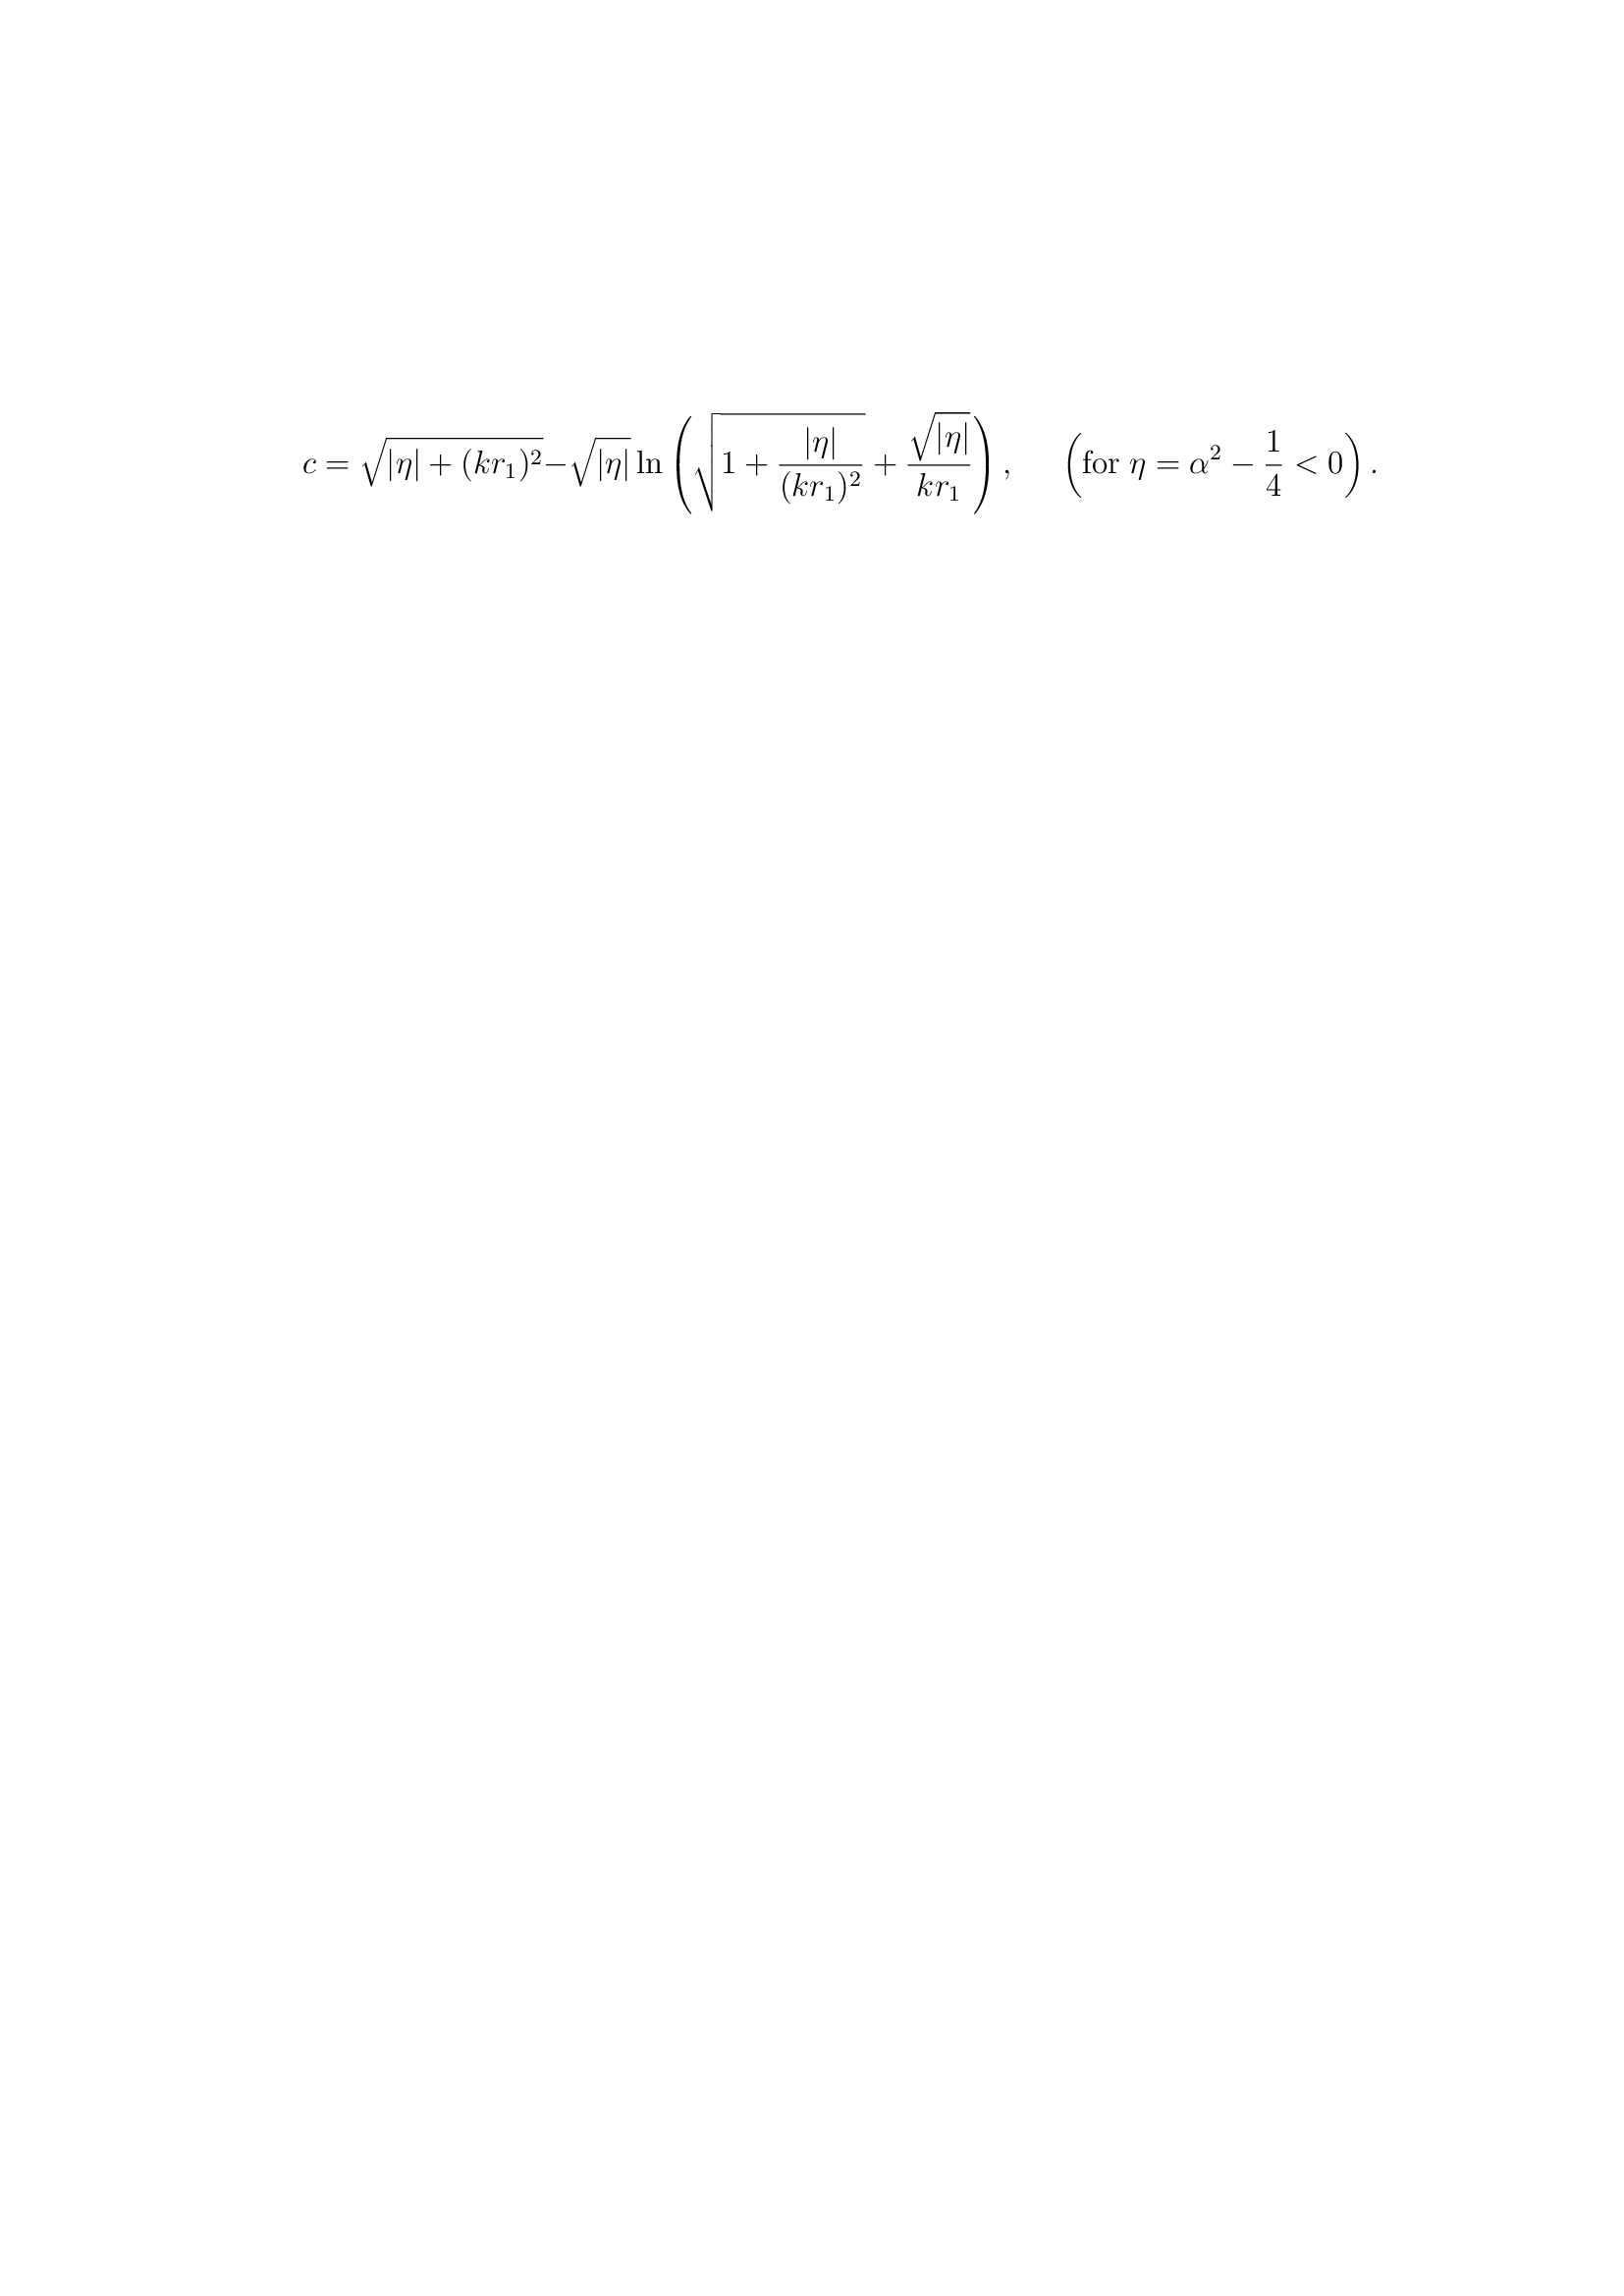 $c = \sqrt{|\eta| + (kr_1)^2} - \sqrt{|\eta|} \ln \left( \sqrt{1 + \frac{|\eta|}{(kr_1)^2}} + \frac{\sqrt{|\eta|}}{kr_1} \right), \quad \left( \text{for } \eta = \alpha^2 - \frac{1}{4} < 0 \right).$